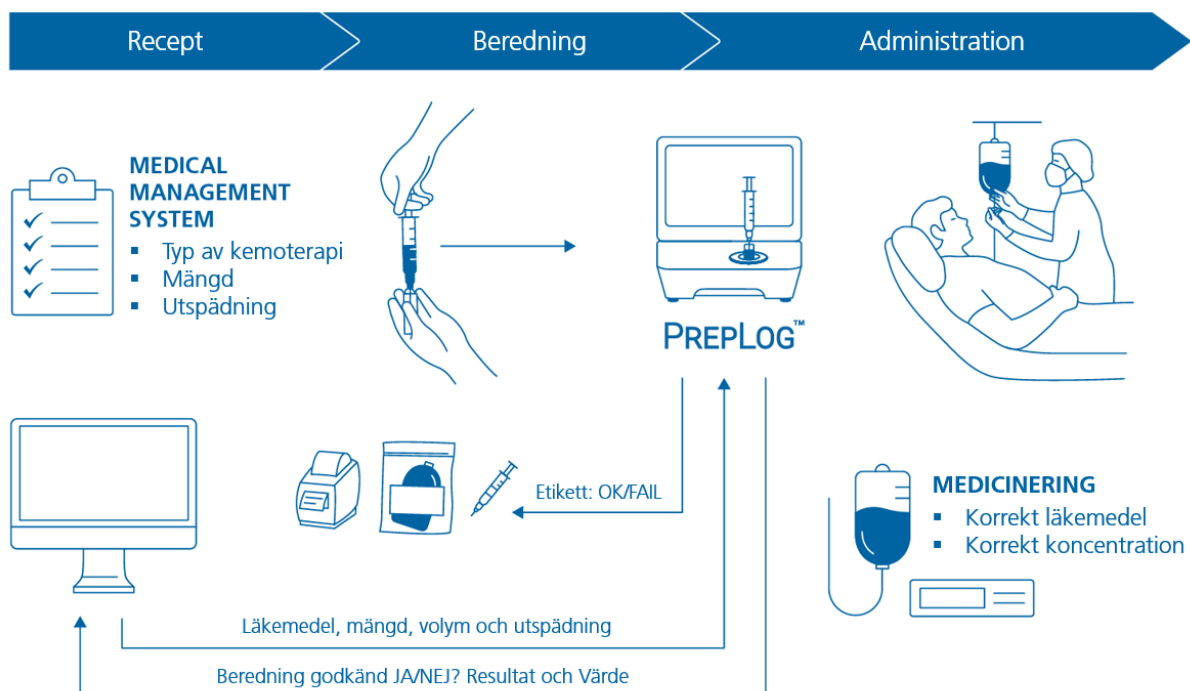 Recept
Beredning
Administration
MEDICAL
MANAGEMENT
SYSTEM
▪ Typ av kemoterapi
▪ Mängd
▪ Utspädning
PREPLOG™
Etikett: OK/FAIL
MEDICINERING
▪ Korrekt läkemedel
▪ Korrekt koncentration
Läkemedel, mängd, volym och utspädning
Beredning godkänd JA/NEJ? Resultat och Värde